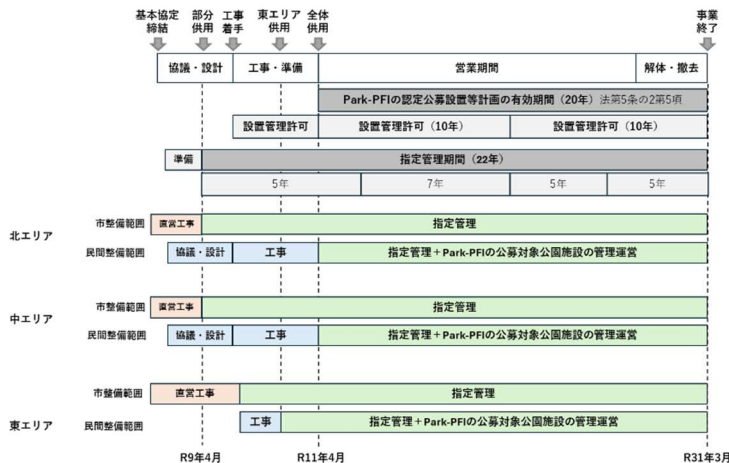 基本協定
締結
部分
供用
工事
着手
東エリア
供用
全体
供用
事業
終了
協議・設計
工事・準備
営業期間
解体・撤去
Park-PFIの認定公募設置等計画の有効期間（20年）法第5条の2第5項
設置管理許可
設置管理許可（10年）
設置管理許可（10年）
準備
指定管理期間（22年）
5年
7年
5年
5年
北エリア
市整備範囲
直営工事
指定管理
民間整備範囲
協議・設計
工事
指定管理＋Park-PFIの公募対象公園施設の管理運営
中エリア
市整備範囲
直営工事
指定管理
民間整備範囲
協議・設計
工事
指定管理＋Park-PFIの公募対象公園施設の管理運営
東エリア
市整備範囲
直営工事
指定管理
民間整備範囲
工事
指定管理＋Park-PFIの公募対象公園施設の管理運営
R9年4月
R11年4月
R31年3月